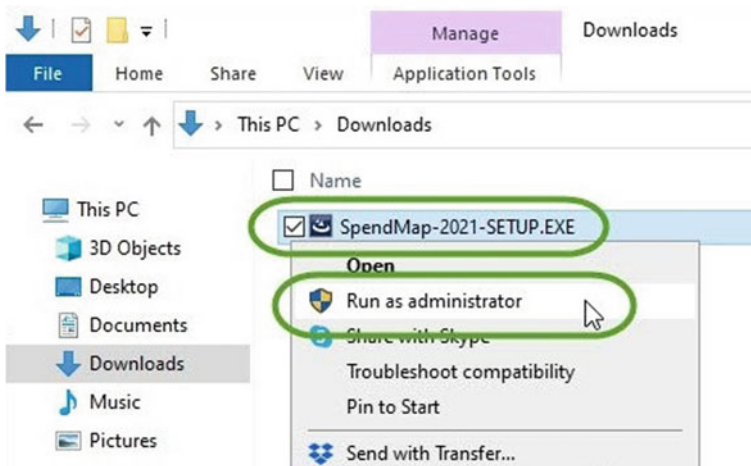 Manage
Downloads
File
Home
Share
View
Application Tools
This PC
Downloads
Name
This PC
SpendMap-2021-SETUP.EXE
3D Objects
Open
Desktop
Run as administrator
Documents
Share with Skype
Downloads
Troubleshoot compatibility
Music
Pin to Start
Pictures
Send with Transfer...